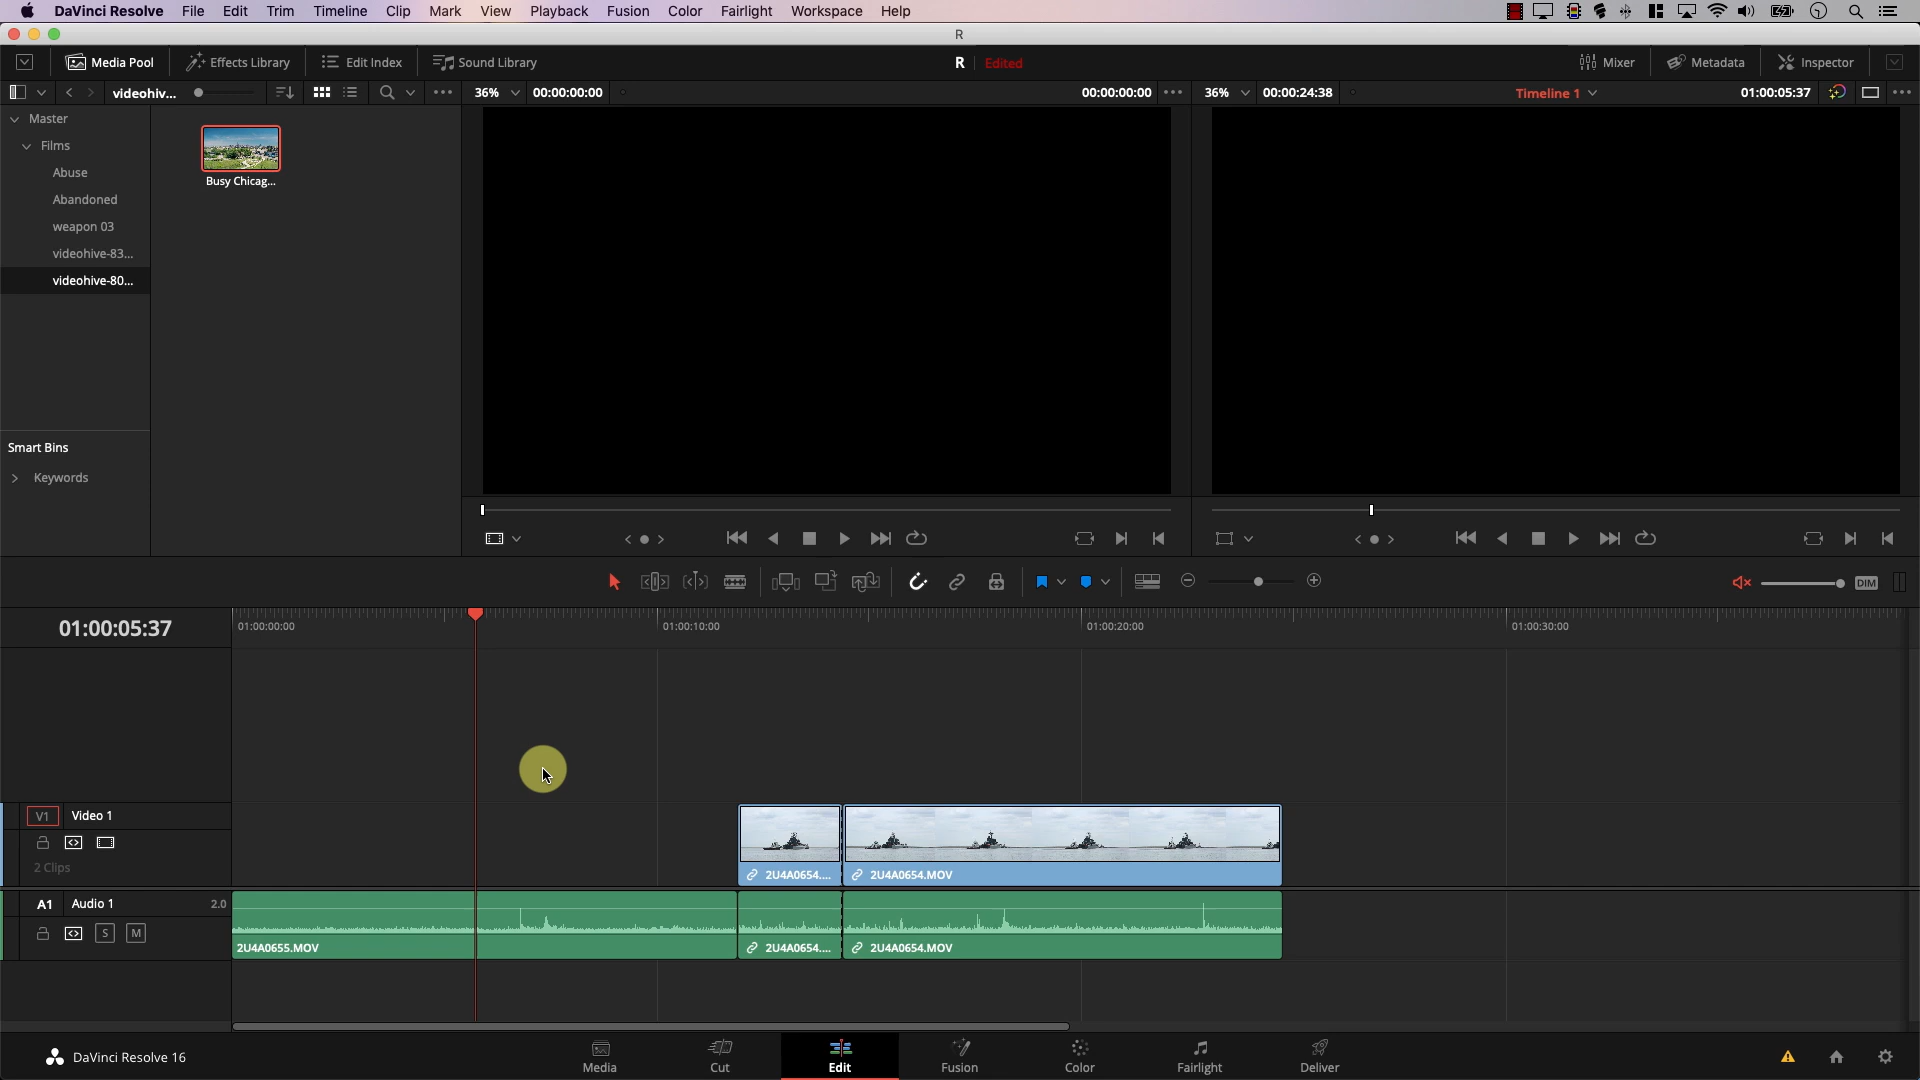 DaVinci Resolve File Edit Trim Timeline Clip Mark View Playback Fusion Color Fairlight Workspace Help
R
Media Pool Effects Library Edit Index Sound Library R Edited Mixer Metadata Inspector
videohiv... 36% 00:00:00:00 00:00:00:00 36% 00:00:24:38 Timeline 1 01:00:05:37
Master
Films
Abuse
Abandoned
weapon 03
videohive-83...
videohive-80...
Busy Chicag...
Smart Bins
Keywords
DIM
01:00:05:37
01:00:00:00 01:00:10:00 01:00:20:00 01:00:30:00
V1 Video 1
2 Clips
2U4A0654.... 2U4A0654.MOV
A1 Audio 1 2.0
S M
2U4A0655.MOV 2U4A0654.... 2U4A0654.MOV
DaVinci Resolve 16
Media Cut Edit Fusion Color Fairlight Deliver